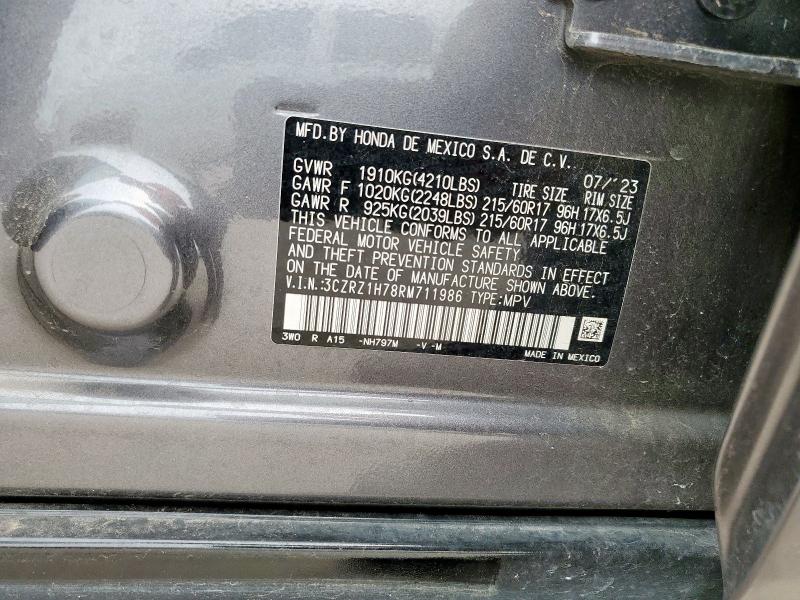 MFD.BY HONDA DE MEXICO S.A. DE C.V.
07/'23
GVWR 1910KG(4210LBS) TIRE SIZE RIM SIZE
GAWR F 1020KG(2248LBS) 215/60R17 96H 17X6.5J
GAWR R 925KG(2039LBS) 215/60R17 96H 17X6.5J
THIS VEHICLE CONFORMS TO ALL APPLICABLE
FEDERAL MOTOR VEHICLE SAFETY
AND THEFT PREVENTION STANDARDS IN EFFECT
ON THE DATE OF MANUFACTURE SHOWN ABOVE.
V.I.N.:3CZRZ1H78RM711986 TYPE:MPV
3W0 R A15 -NH797M -V -M
MADE IN MEXICO